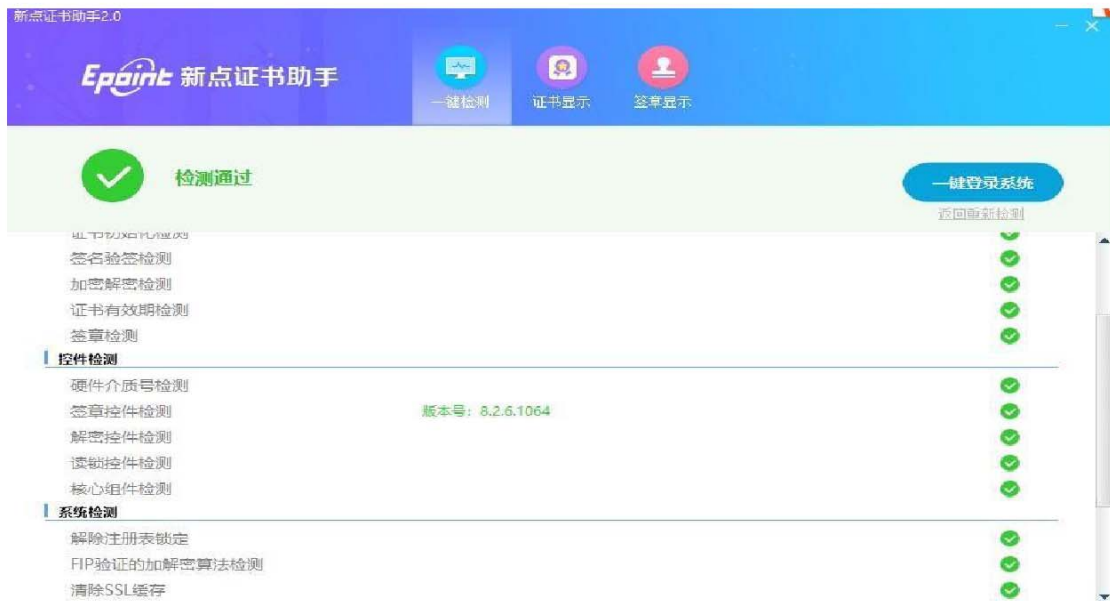 新点证书助手2.0
Epoint 新点证书助手
一键检测
证书显示
签章显示
检测通过
一键登录系统
返回重新检测
证书初始化检测
签名验签检测
加密解密检测
证书有效期检测
签章检测
控件检测
硬件介质号检测
签章控件检测
版本号：8.2.6.1064
解密控件检测
读锁控件检测
核心组件检测
系统检测
解除注册表锁定
FIP验证的加解密算法检测
清除SSL缓存